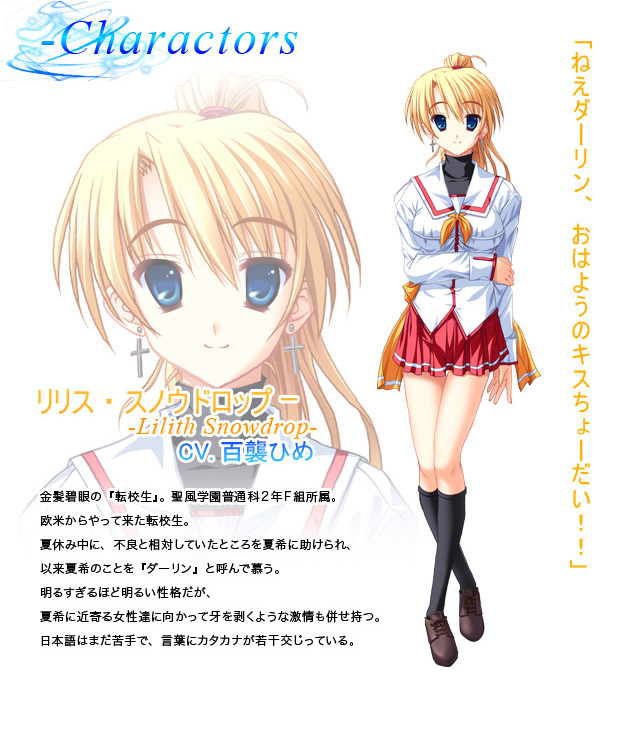 -Charactors
「ねえダーリン、おはようのキスちょーだい！！」
リリス・スノウドロップ－
-Lilith Snowdrop-
CV.百襲ひめ
金髪碧眼の『転校生』。聖風学園普通科２年Ｆ組所属。
欧米からやって来た転校生。
夏休み中に、不良と相対していたところを夏希に助けられ、
以来夏希のことを『ダーリン』と呼んで慕う。
明るすぎるほど明るい性格だが、
夏希に近寄る女性達に向かって牙を剥くような激情も併せ持つ。
日本語はまだ苦手で、言葉にカタカナが若干交じっている。